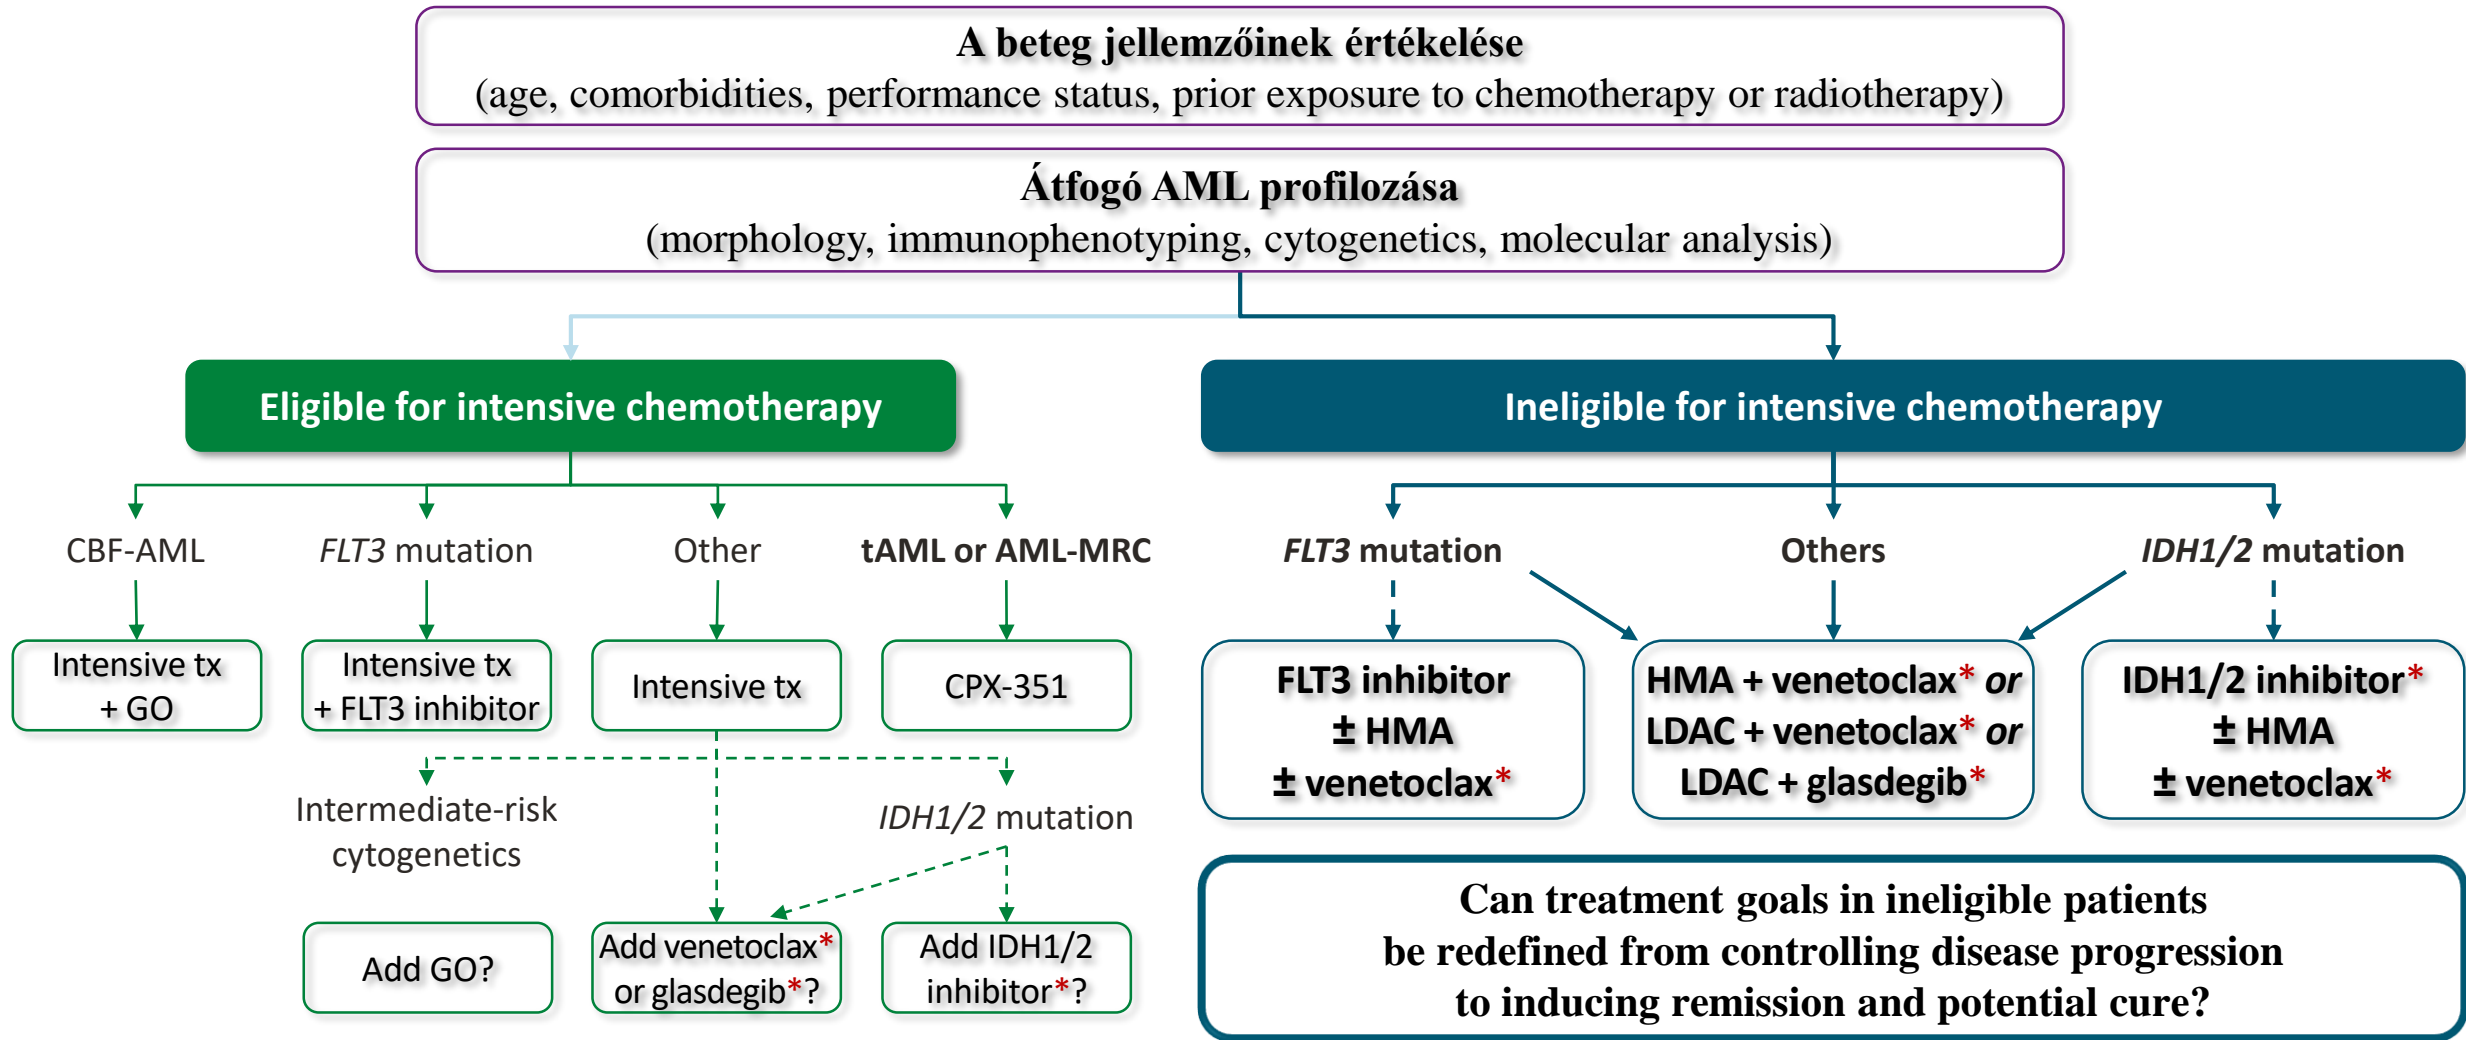 A beteg jellemzőinek értékelése
(age, comorbidities, performance status, prior exposure to chemotherapy or radiotherapy)
Átfogó AML profilozása
(morphology, immunophenotyping, cytogenetics, molecular analysis)
Eligible for intensive chemotherapy
Ineligible for intensive chemotherapy
CBF-AML
FLT3 mutation
Other
tAML or AML-MRC
FLT3 mutation
Others
IDH1/2 mutation
Intensive tx
+ GO
Intensive tx
+ FLT3 inhibitor
Intensive tx
CPX-351
FLT3 inhibitor
± HMA
± venetoclax*
HMA + venetoclax* or
LDAC + venetoclax* or
LDAC + glasdegib*
IDH1/2 inhibitor*
± HMA
± venetoclax*
Intermediate-risk
cytogenetics
IDH1/2 mutation
Add GO?
Add venetoclax*
or glasdegib*?
Add IDH1/2
inhibitor*?
Can treatment goals in ineligible patients
be redefined from controlling disease progression
to inducing remission and potential cure?